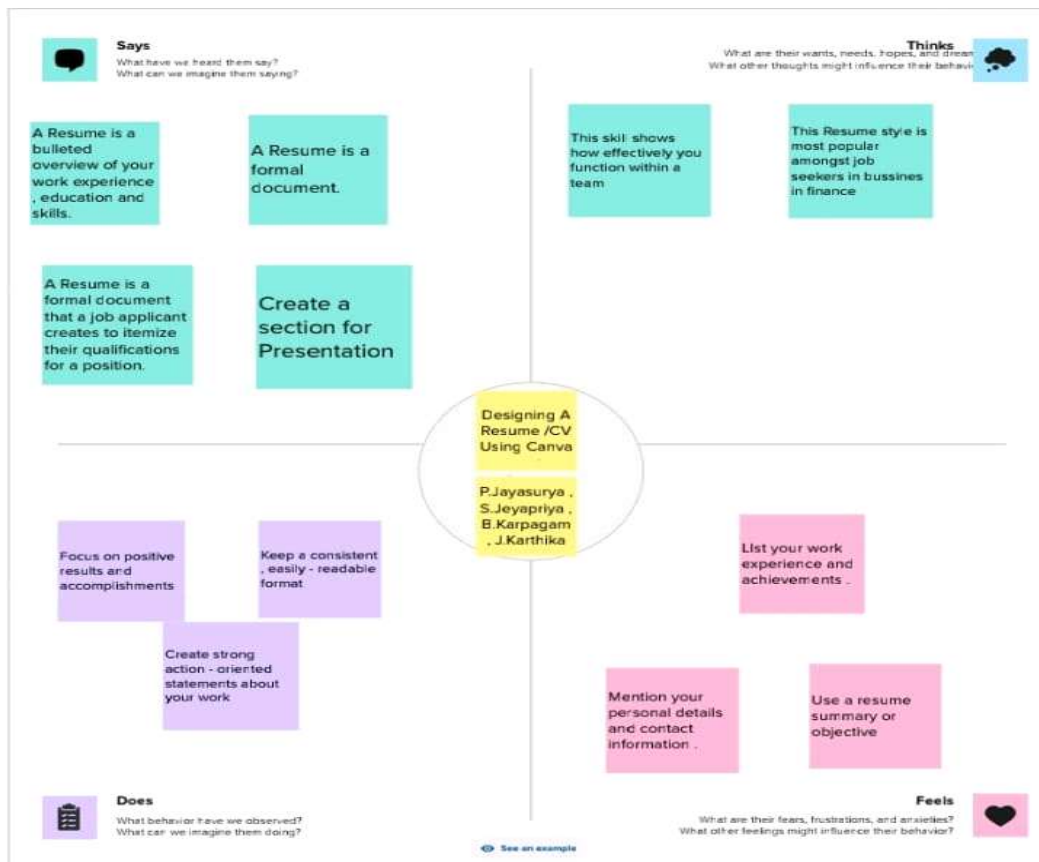 Says
What have we heard them say?
What can we imagine them saying?
A Resume is a
bulleted
overview of your
work experience
, education and
skills.
A Resume is a
formal
document.
A Resume is a
formal document
that a job applicant
creates to itemize
their qualifications
for a position.
Create a
section for
Presentation
Thinks
What are their wants, needs, hopes, and dream
What other thoughts might influence their behavi
This skill shows
how effectively you
function within a
team
This Resume style is
most popular
amongst job
seekers in bussines
in finance
Designing A
Resume /CV
Using Canva
.
P.Jayasurya ,
S.Jeyapriya ,
B.Karpagam
, J.Karthika
Focus on positive
results and
accomplishments
Keep a consistent
, easily - readable
format
Create strong
action - oriented
statements about
your work
Does
What behavior have we observed?
What can we imagine them doing?
LIst your work
experience and
achievements .
Mention your
personal details
and contact
information .
Use a resume
summary or
objective
Feels
What are their fears, frustrations, and anxieties?
What other feelings might influence their behavior?
See an example